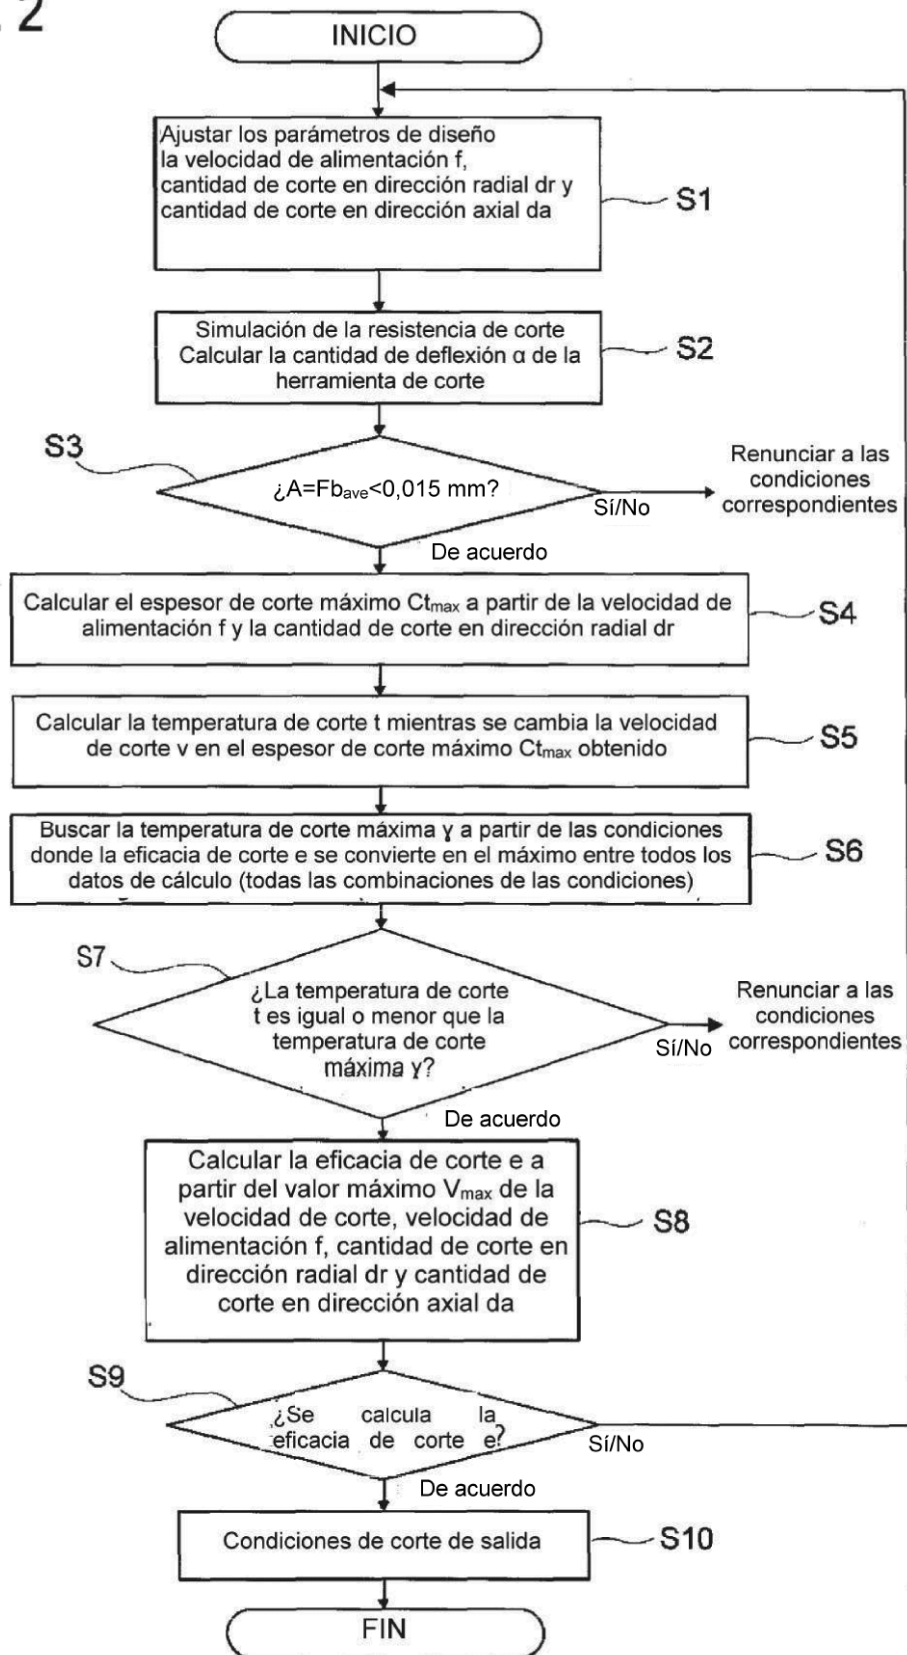 . 2
INICIO
Ajustar los parámetros de diseño
la velocidad de alimentación f,
cantidad de corte en dirección radial dr y
cantidad de corte en dirección axial da
S1
Simulación de la resistencia de corte
Calcular la cantidad de deflexión α de la
herramienta de corte
S2
S3
¿A=Fbave<0,015 mm?
Sí/No
Renunciar a las
condiciones
correspondientes
De acuerdo
Calcular el espesor de corte máximo Ctmax a partir de la velocidad de
alimentación f y la cantidad de corte en dirección radial dr
S4
Calcular la temperatura de corte t mientras se cambia la velocidad
de corte v en el espesor de corte máximo Ctmax obtenido
S5
Buscar la temperatura de corte máxima γ a partir de las condiciones
donde la eficacia de corte e se convierte en el máximo entre todos los
datos de cálculo (todas las combinaciones de las condiciones)
S6
S7
¿La temperatura de corte
t es igual o menor que la
temperatura de corte
máxima γ?
Sí/No
Renunciar a las
condiciones
correspondientes
De acuerdo
Calcular la eficacia de corte e a
partir del valor máximo Vmax de la
velocidad de corte, velocidad de
alimentación f, cantidad de corte en
dirección radial dr y cantidad de
corte en dirección axial da
S8
S9
¿Se calcula la
eficacia de corte e?
Sí/No
De acuerdo
Condiciones de corte de salida
S10
FIN